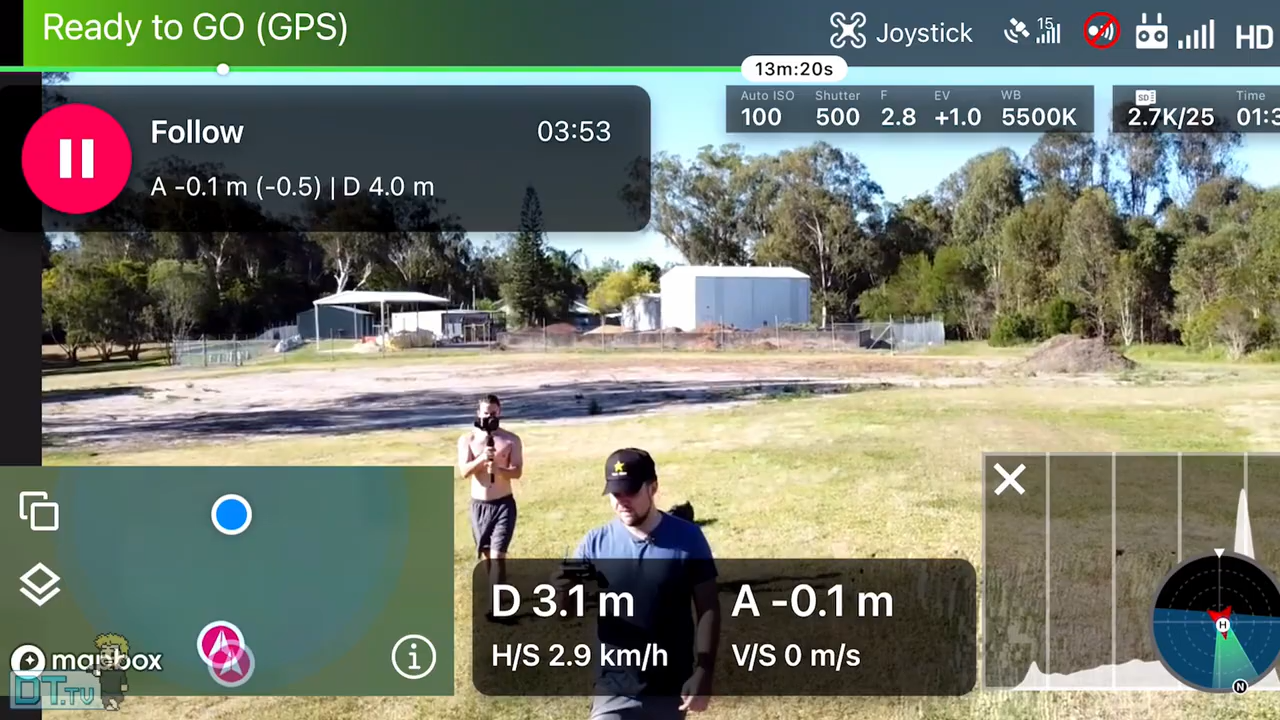 Ready to GO (GPS)
Joystick
15
HD
13m:20s
Auto ISO Shutter F EV WB
100 500 2.8 +1.0 5500K
SD Time
2.7K/25 01:3
Follow 03:53
A -0.1 m (-0.5) | D 4.0 m
D 3.1 m A -0.1 m
H/S 2.9 km/h V/S 0 m/s
mapbox
DT.TV
H
N